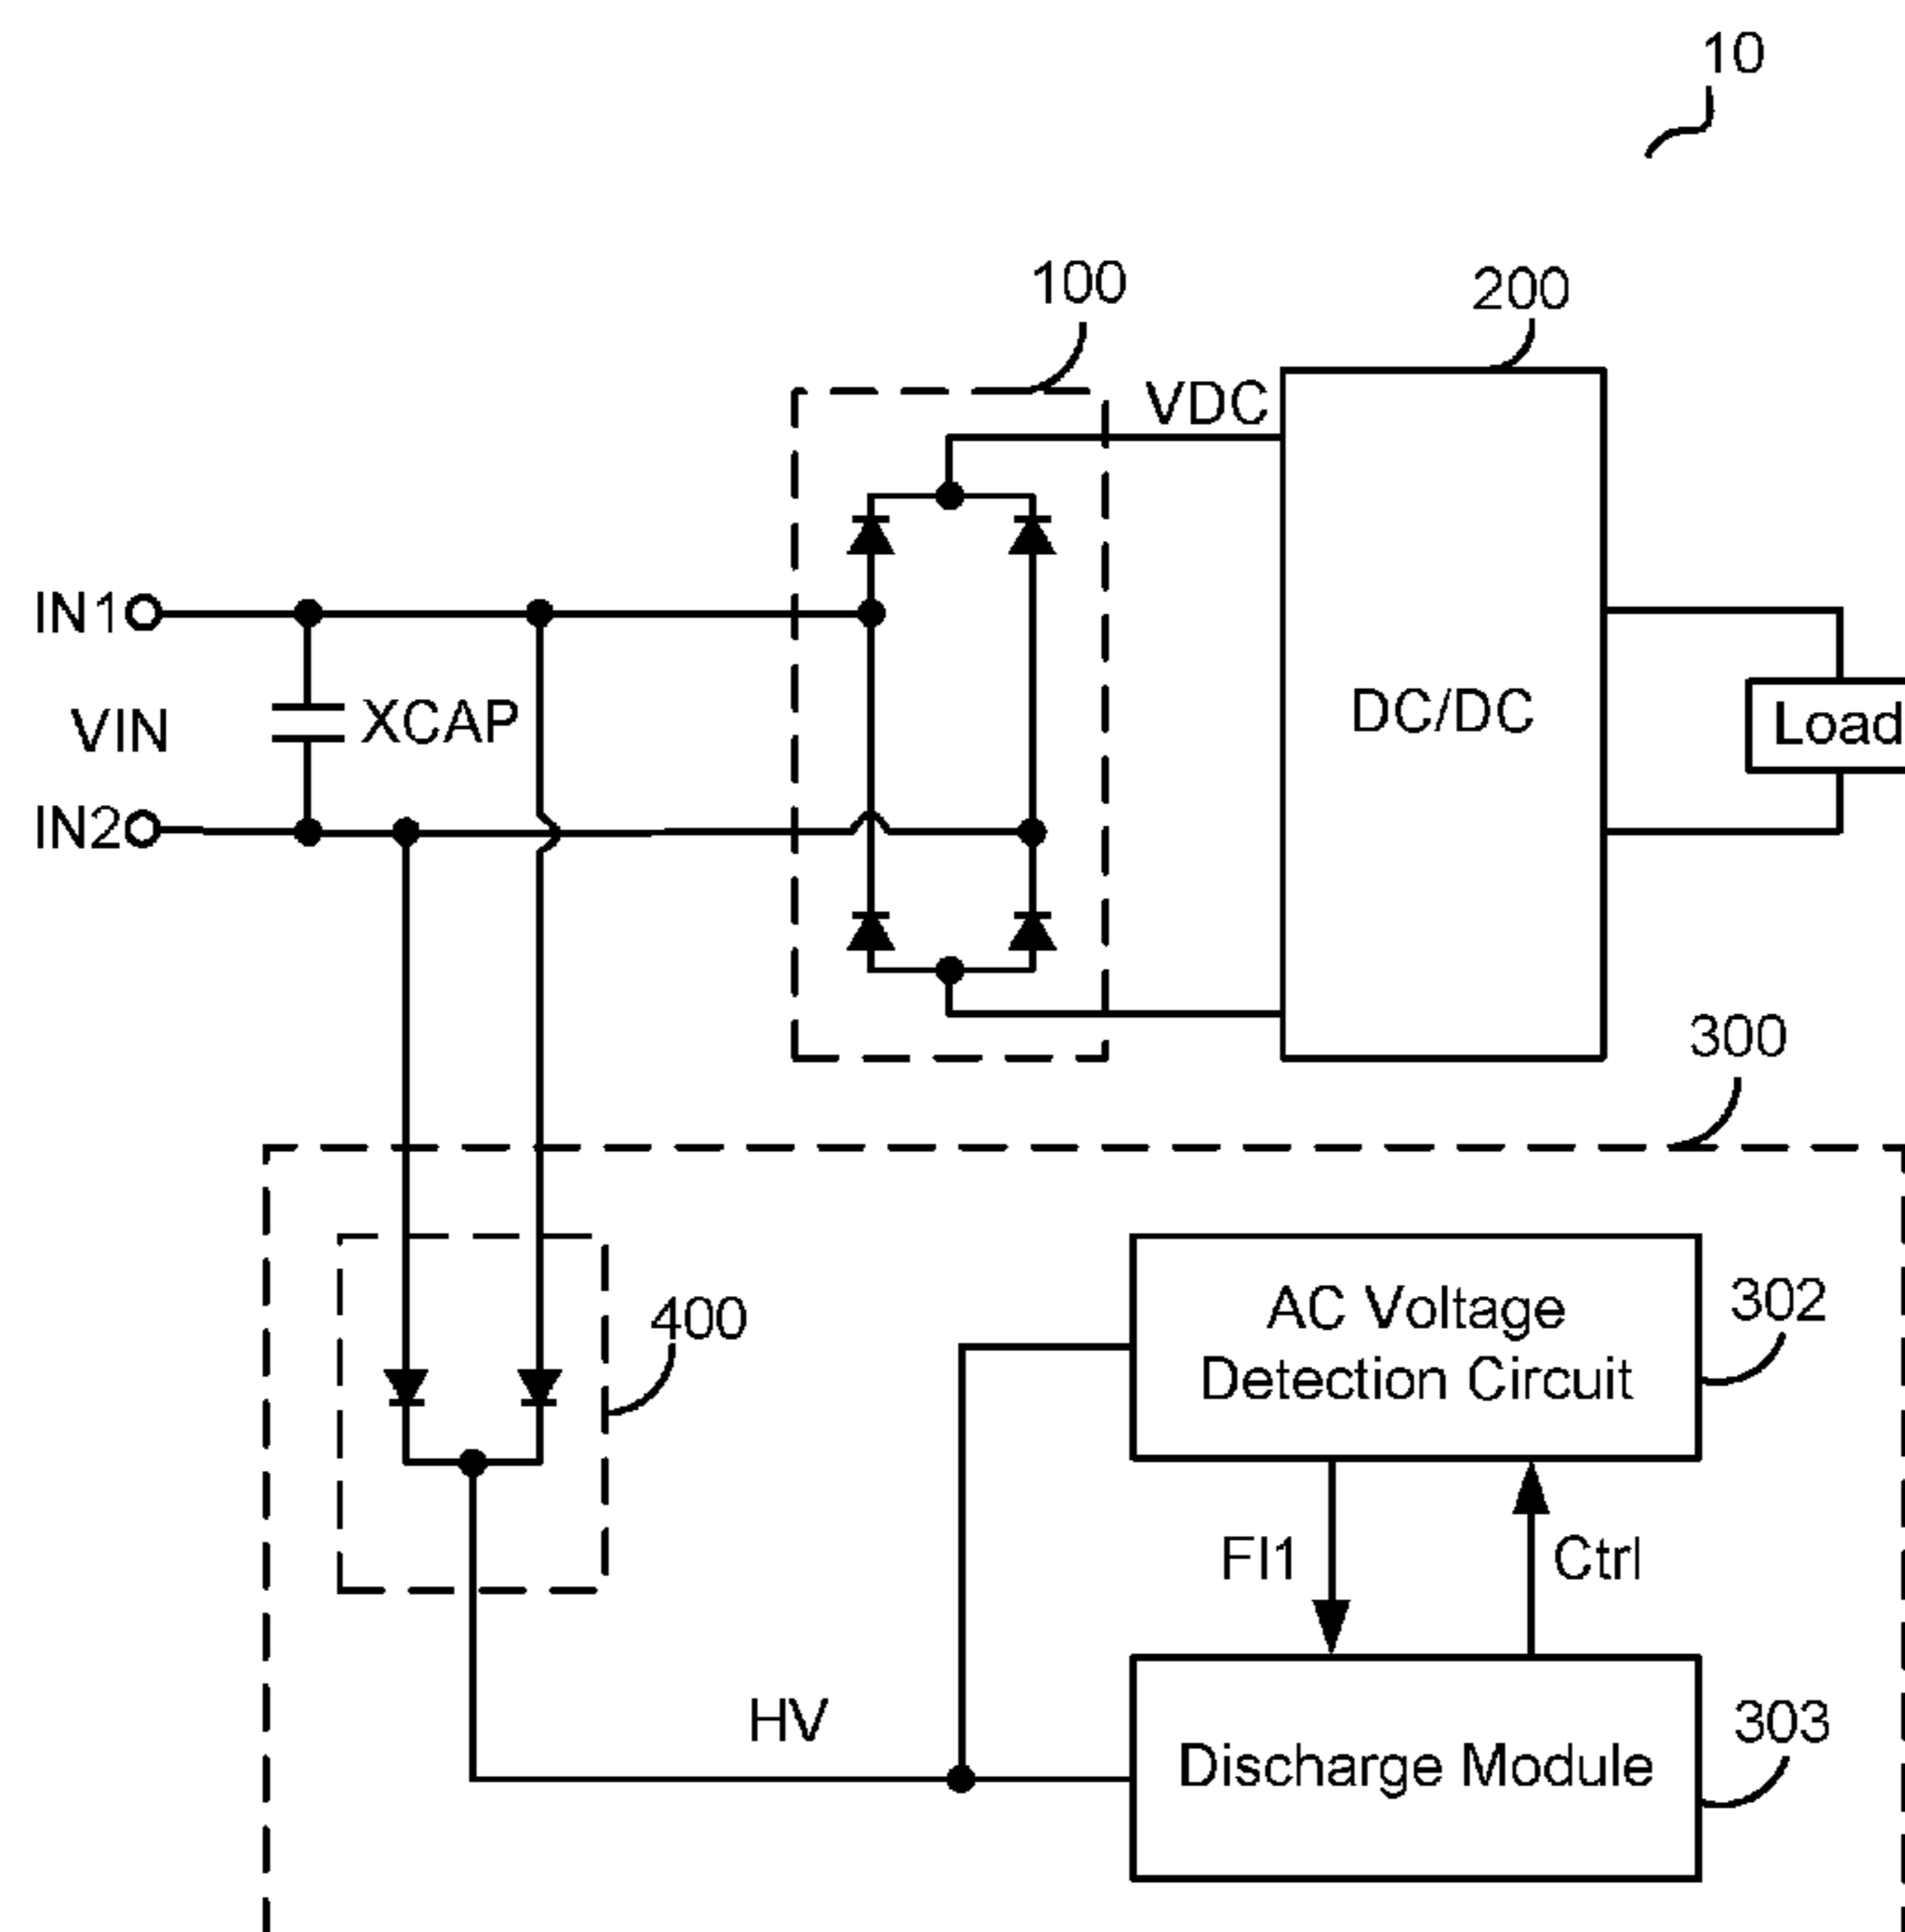 10
100
200
VDC
IN1
XCAP
VIN
DC/DC
Load
IN2
300
AC Voltage
Detection Circuit
302
400
FI1
Ctrl
HV
303
Discharge Module